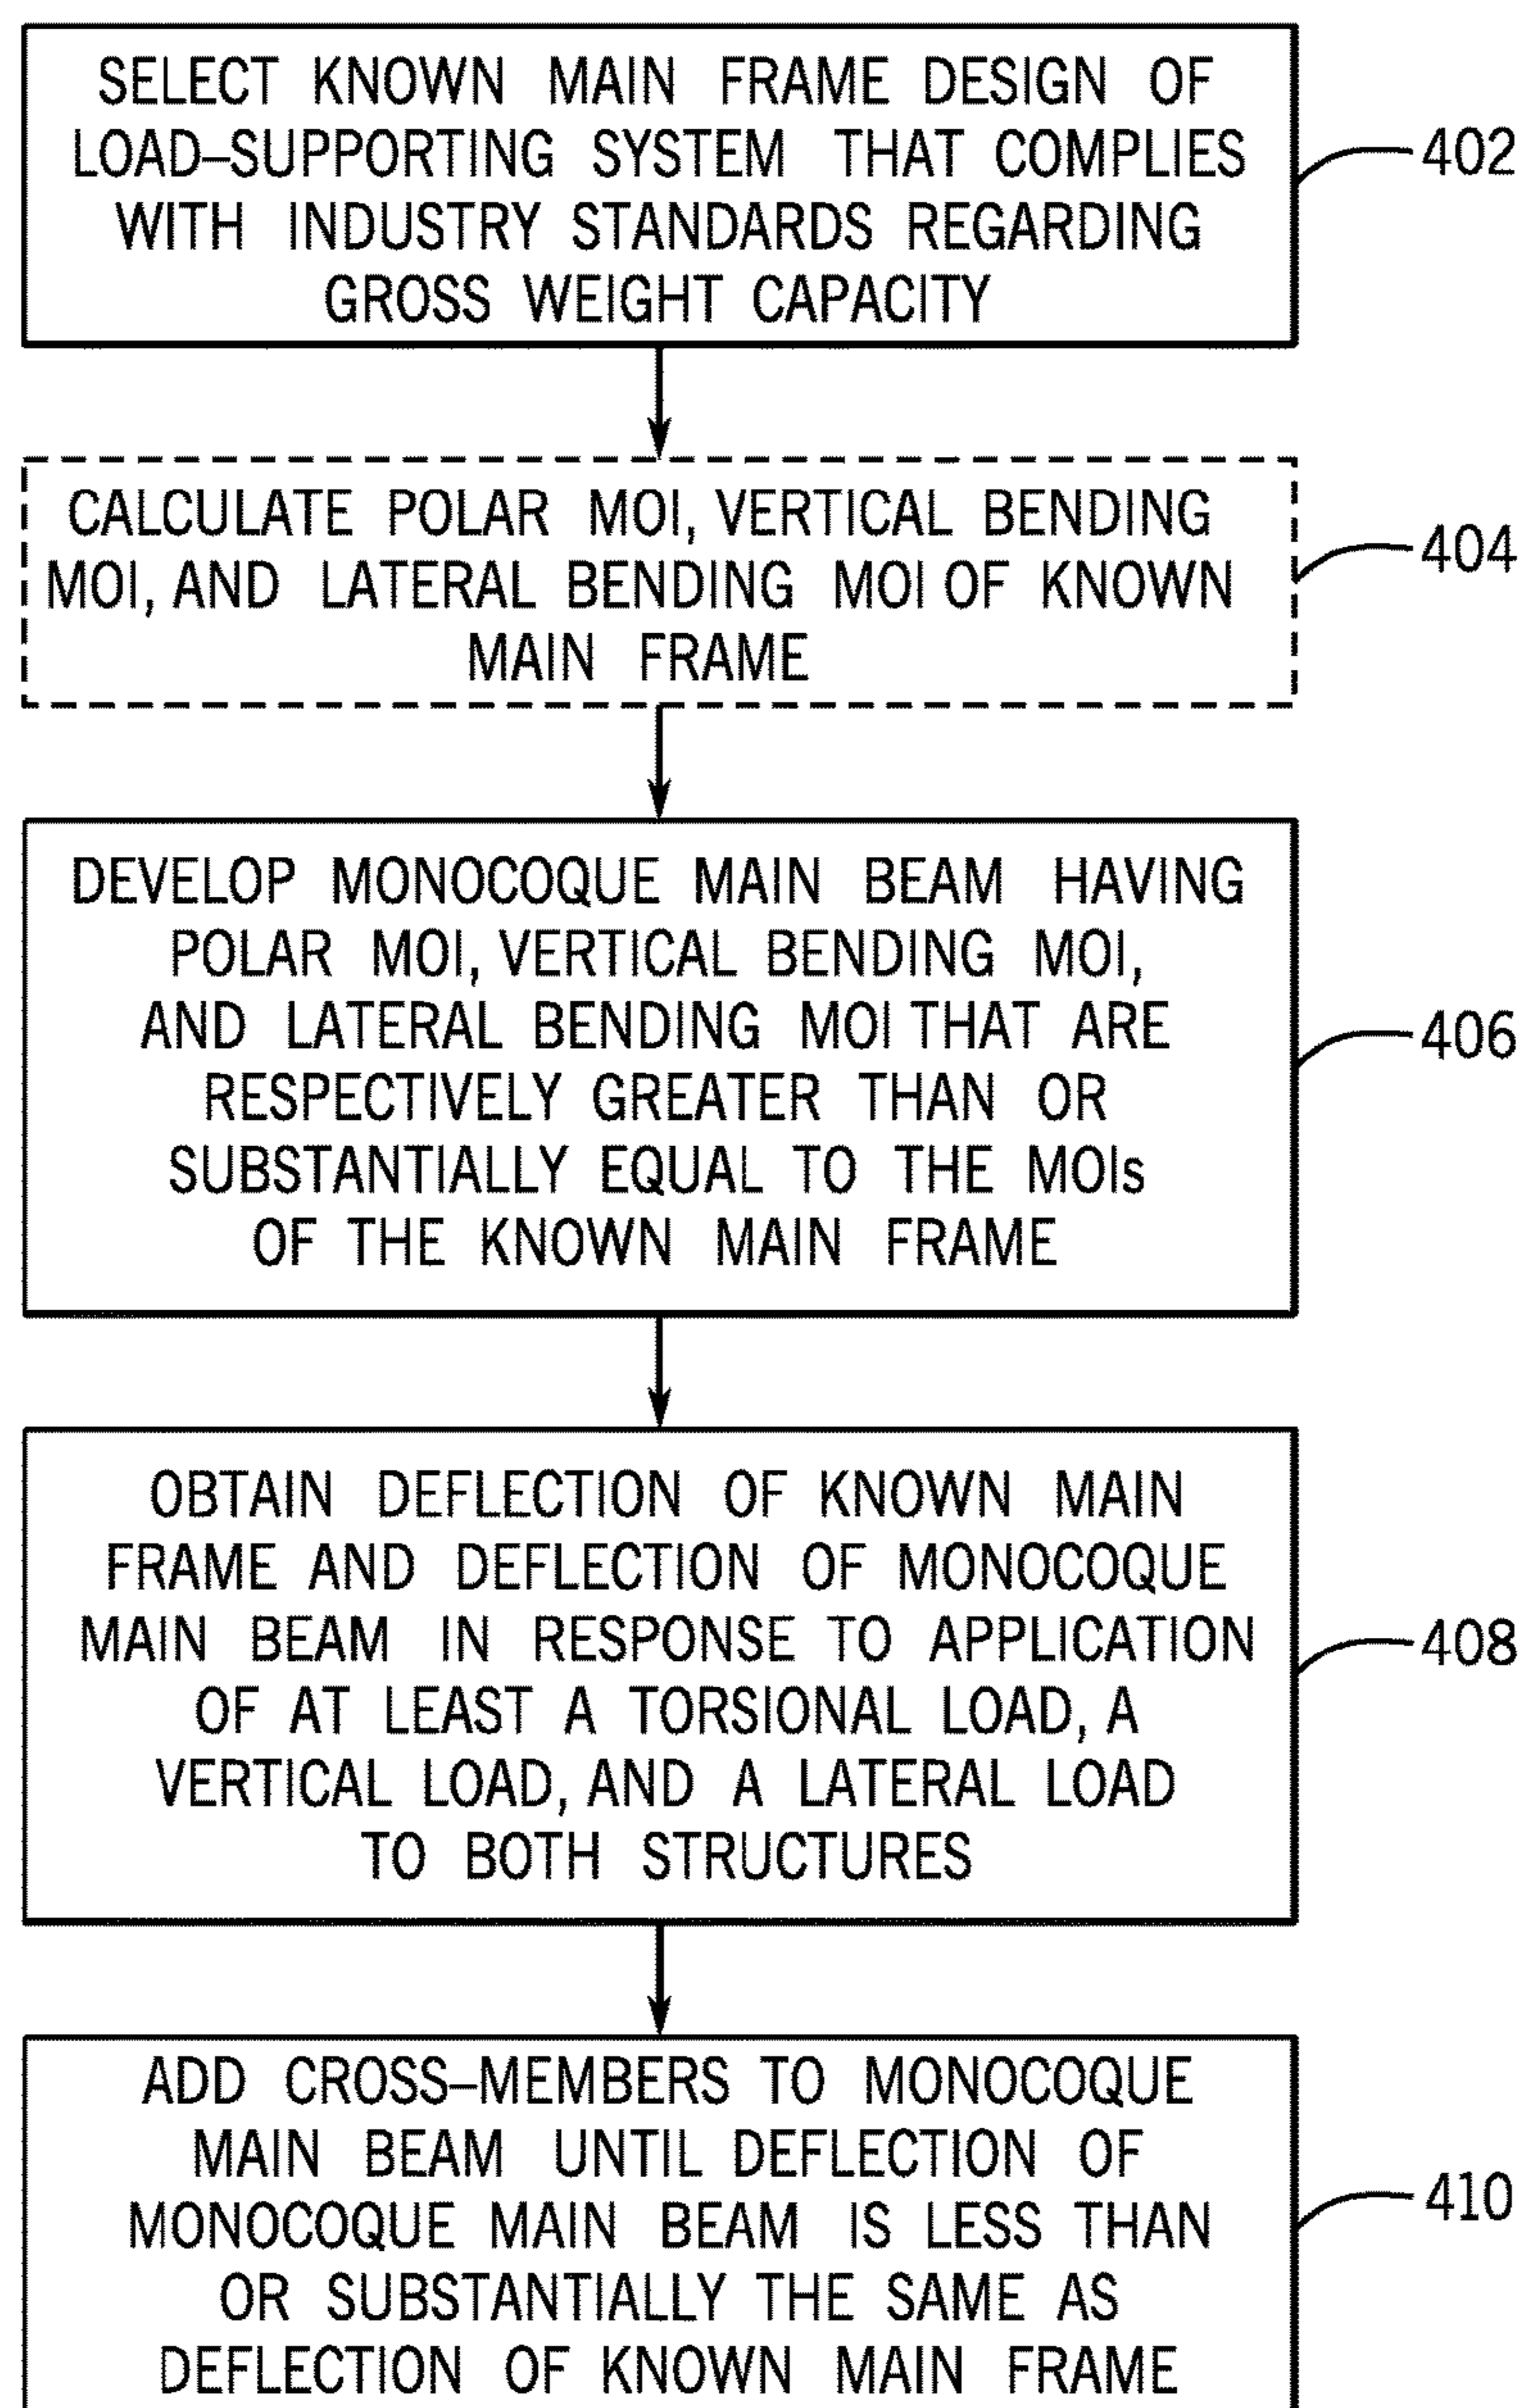 SELECT KNOWN MAIN FRAME DESIGN OF
LOAD–SUPPORTING SYSTEM THAT COMPLIES
WITH INDUSTRY STANDARDS REGARDING
GROSS WEIGHT CAPACITY
402
CALCULATE POLAR MOI, VERTICAL BENDING
MOI, AND LATERAL BENDING MOI OF KNOWN
MAIN FRAME
404
DEVELOP MONOCOQUE MAIN BEAM HAVING
POLAR MOI, VERTICAL BENDING MOI,
AND LATERAL BENDING MOI THAT ARE
RESPECTIVELY GREATER THAN OR
SUBSTANTIALLY EQUAL TO THE MOIs
OF THE KNOWN MAIN FRAME
406
OBTAIN DEFLECTION OF KNOWN MAIN
FRAME AND DEFLECTION OF MONOCOQUE
MAIN BEAM IN RESPONSE TO APPLICATION
OF AT LEAST A TORSIONAL LOAD, A
VERTICAL LOAD, AND A LATERAL LOAD
TO BOTH STRUCTURES
408
ADD CROSS–MEMBERS TO MONOCOQUE
MAIN BEAM UNTIL DEFLECTION OF
MONOCOQUE MAIN BEAM IS LESS THAN
OR SUBSTANTIALLY THE SAME AS
DEFLECTION OF KNOWN MAIN FRAME
410